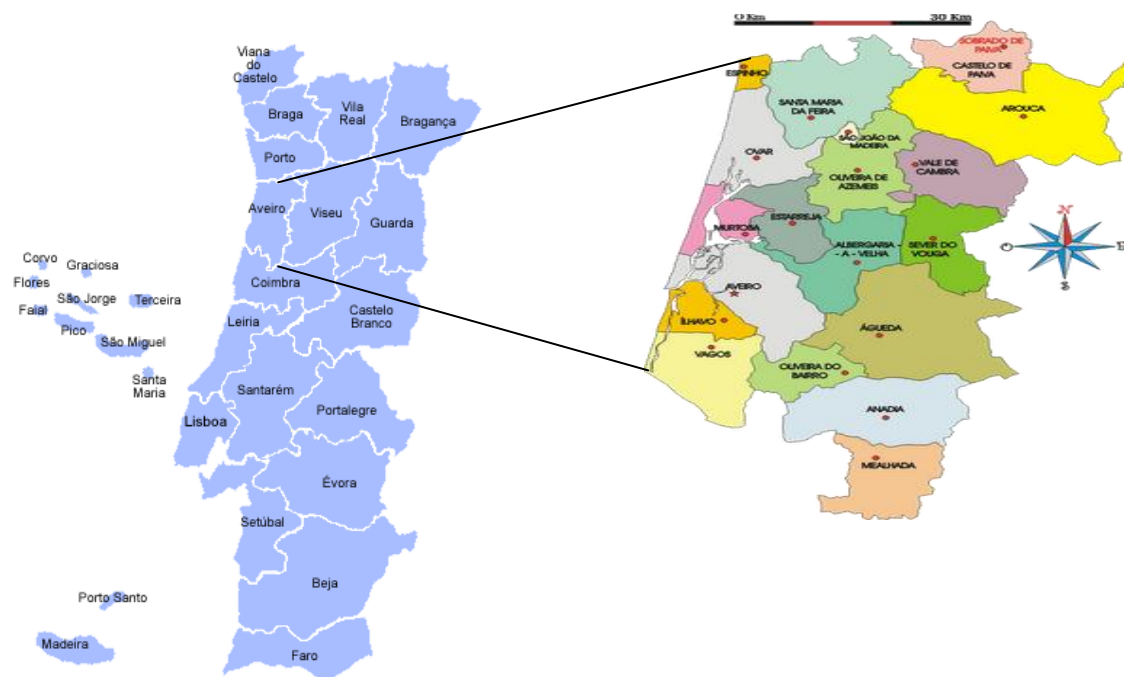 Viana
do
Castelo
Braga
Vila
Real
Bragança
Porto
Aveiro
Viseu
Guarda
Corvo
Graciosa
Flores
São Jorge
Terceira
Faial
Pico
São Miguel
Santa
Maria
Coimbra
Leiria
Castelo
Branco
Santarém
Lisboa
Portalegre
Évora
Setúbal
Beja
Porto Santo
Madeira
Faro
O Km
30 Km
SOBRADO DE
PAIVA
CASTELO DE
PAIVA
ESPINHO
SANTA MARIA
DA FEIRA
AROUCA
SÃO JOÃO DA
MADEIRA
OVAR
OLIVEIRA DE
AZEMEIS
VALE DE
CAMBRA
ESTARREJA
MURTOSA
ALBERGARIA -
- A - VELHA
SEVER DO
VOUGA
AVEIRO
ÍLHAVO
ÁGUEDA
VAGOS
OLIVEIRA DO
BAIRRO
ANADIA
MEALHADA
N
O
E
S